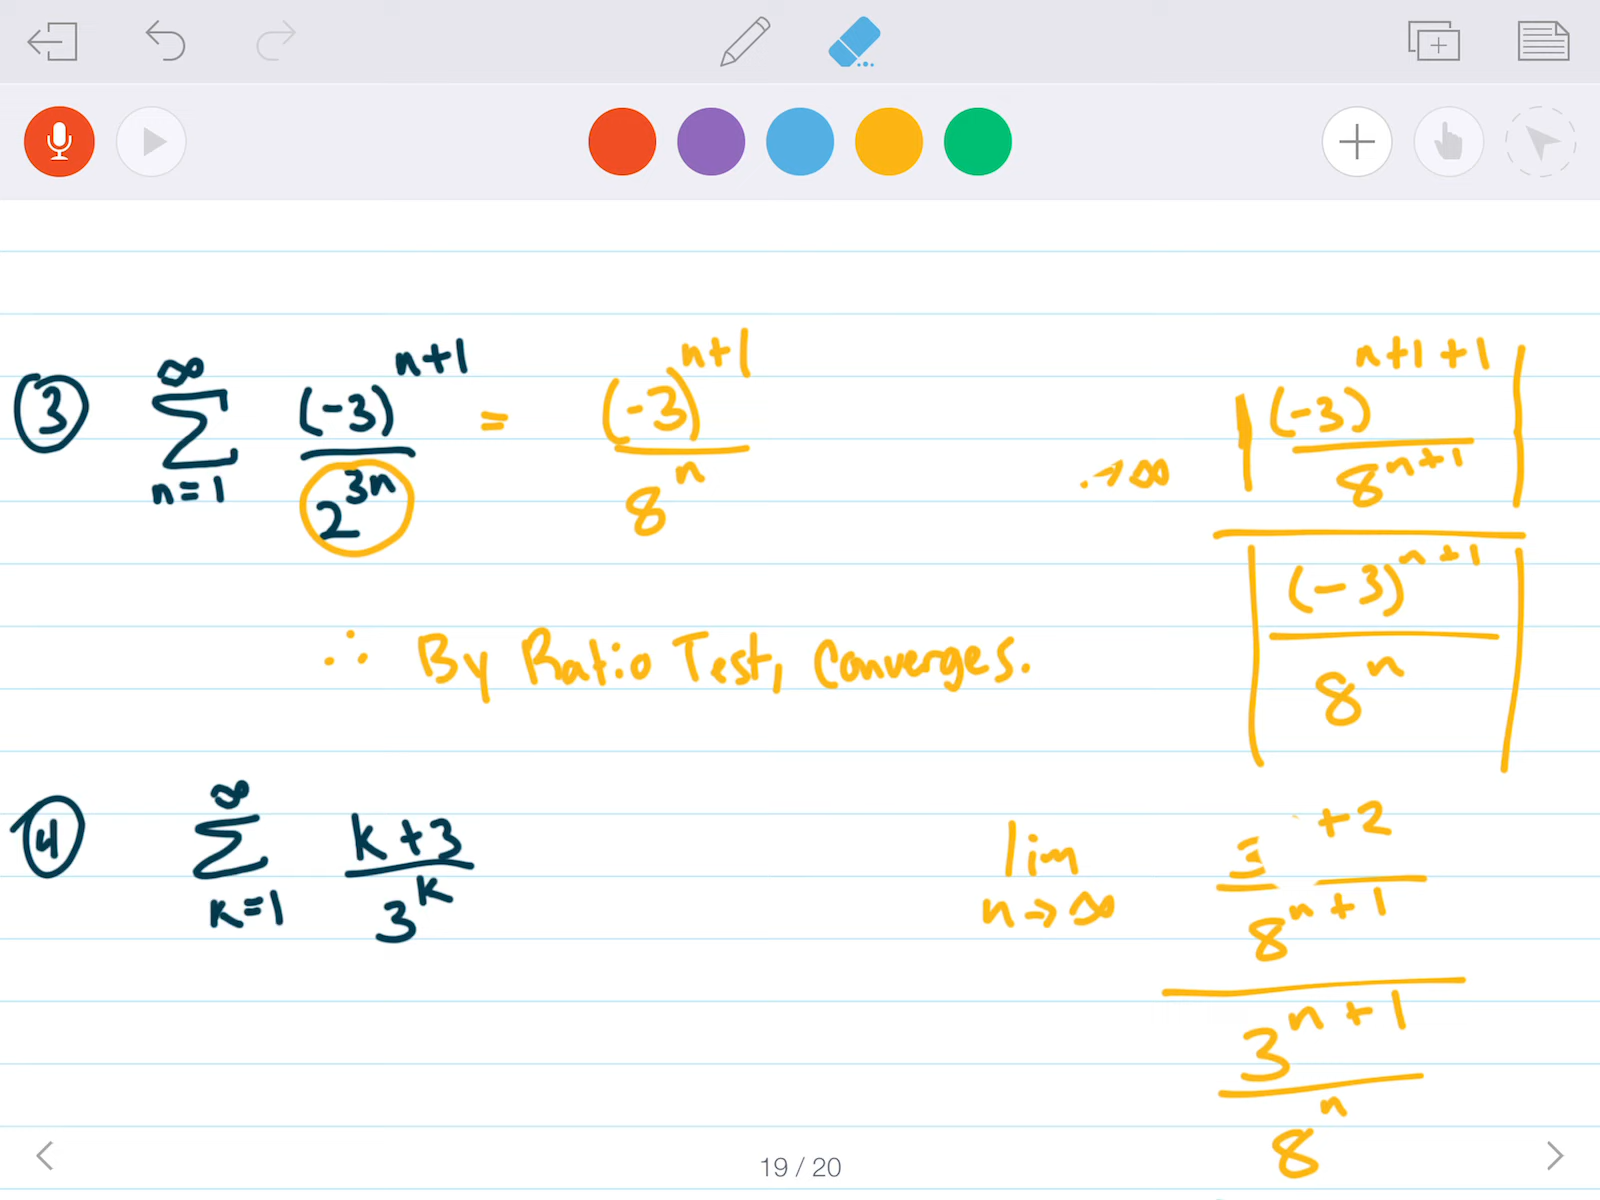 ③ ∞ ∑ n=1 (-3)^{n+1} / 2^{3n} = (-3)^{n+1} / 8^n
→∞ |(-3)^{n+1+1} / 8^{n+1}| / |(-3)^{n+1} / 8^n|
∴ By Ratio Test, Converges.
④ ∞ ∑ k=1 k+3 / 3^k
lim n→∞ +2 / 8^{n+1} / 3^{n+1} / 8^n
19 / 20